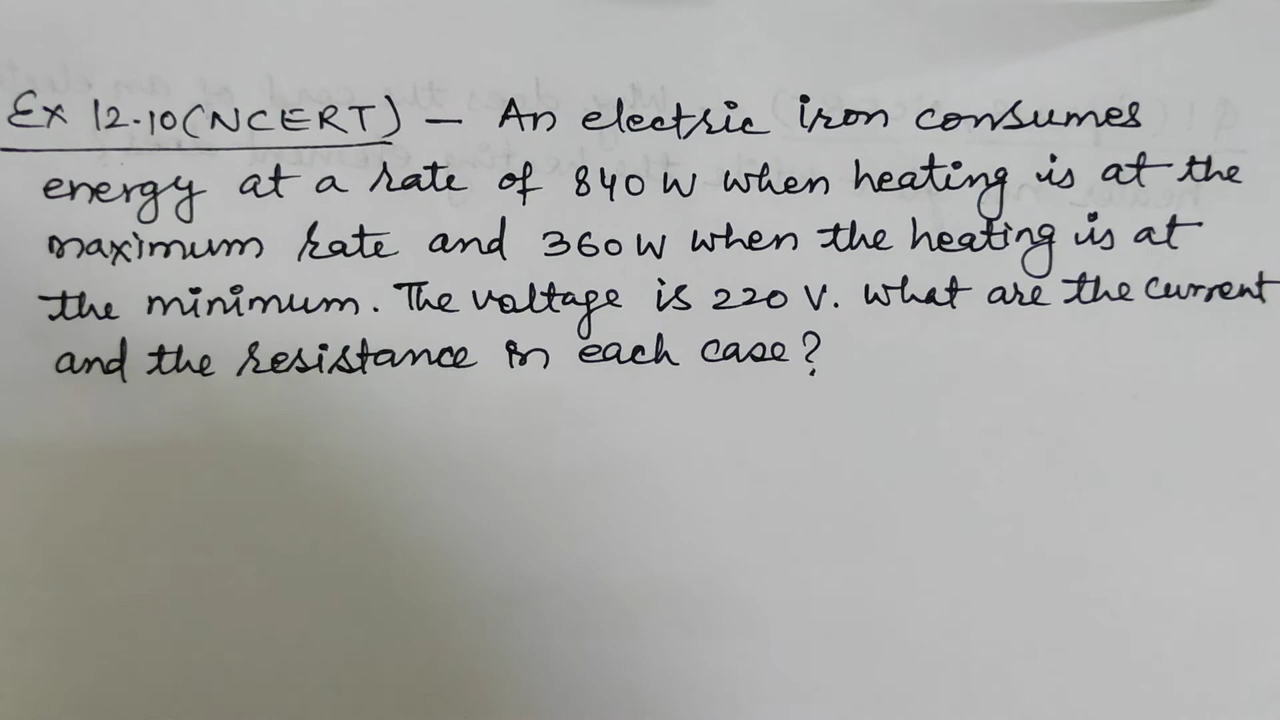 Ex 12.10 (NCERT) - An electric iron consumes
energy at a rate of 840 W when heating is at the
maximum rate and 360 W when the heating is at
the minimum. The voltage is 220 V. What are the current
and the resistance in each case?